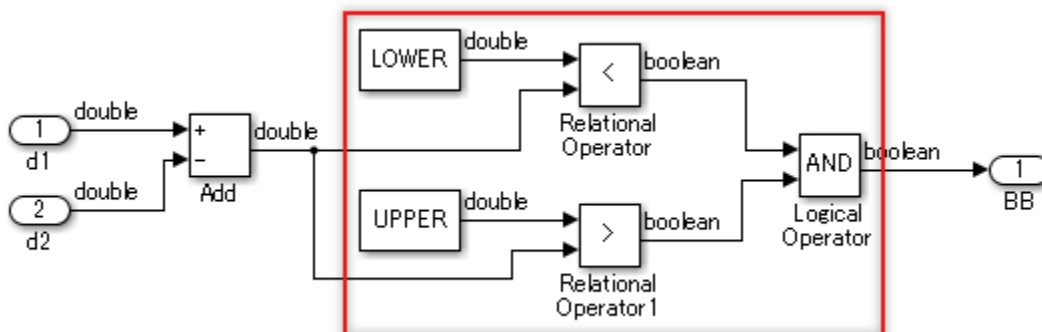 LOWER
double
<
boolean
Relational
Operator
1
double
d1
+
−
double
Add
2
double
d2
AND
boolean
Logical
Operator
1
BB
UPPER
double
>
boolean
Relational
Operator1